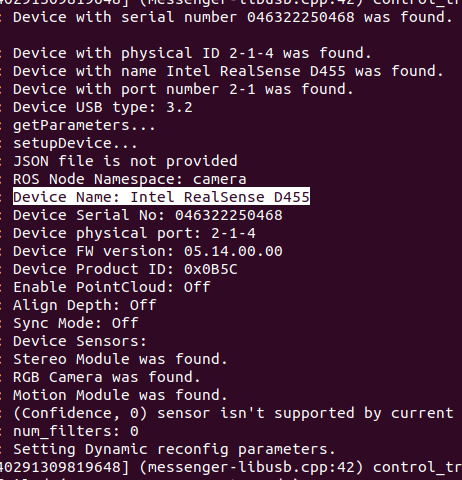 40291309819648] (messenger-libusb.cpp:42) control_tr
: Device with serial number 046322250468 was found.
: Device with physical ID 2-1-4 was found.
: Device with name Intel RealSense D455 was found.
: Device with port number 2-1 was found.
: Device USB type: 3.2
: getParameters...
: setupDevice...
: JSON file is not provided
: ROS Node Namespace: camera
: Device Name: Intel RealSense D455
: Device Serial No: 046322250468
: Device physical port: 2-1-4
: Device FW version: 05.14.00.00
: Device Product ID: 0x0B5C
: Enable PointCloud: Off
: Align Depth: Off
: Sync Mode: Off
: Device Sensors:
: Stereo Module was found.
: RGB Camera was found.
: Motion Module was found.
: (Confidence, 0) sensor isn't supported by current
: num_filters: 0
: Setting Dynamic reconfig parameters.
40291309819648] (messenger-libusb.cpp:42) control_tr